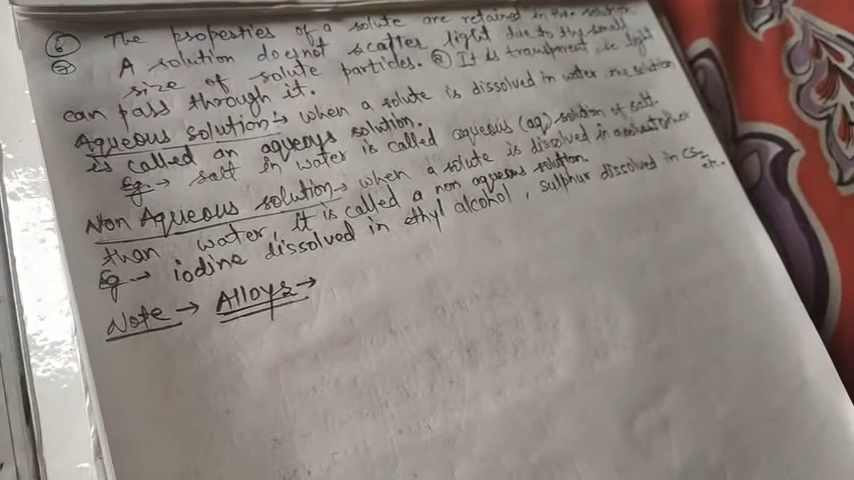 ⑥ The properties of a solute are retained in the solution.
⑦ A solution does not scatter light due to the small
size of solute particles. ⑧ It is transparent i.e light
can pass through it.
Aqueous solution → when a solute is dissolved in water the solution
is called an aqueous solution.
Eg. → salt in water is called aqueous (aq) solution of salt.
Non Aqueous solution → when a solute is dissolved in other
than water, it is called a non aqueous solution.
Eg → iodine dissolved in ethyl alcohol, sulphur dissolved in CS₂
etc.
Note → Alloys →